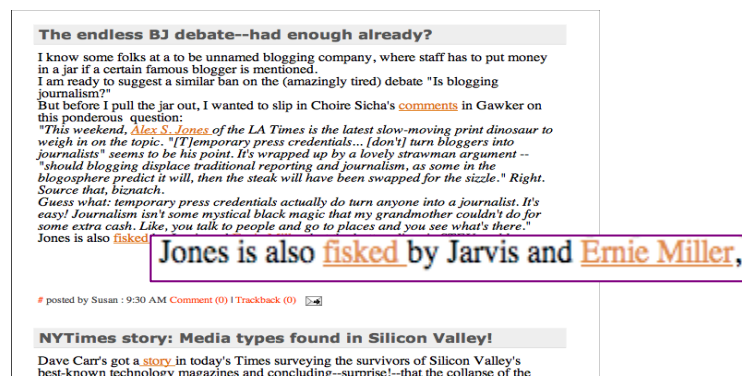 The endless BJ debate--had enough already?
I know some folks at a to be unnamed blogging company, where staff has to put money
in a jar if a certain famous blogger is mentioned.
I am ready to suggest a similar ban on the (amazingly tired) debate "Is blogging
journalism?"
But before I pull the jar out, I wanted to slip in Choire Sicha's comments in Gawker on
this ponderous question:
"This weekend, Alex S. Jones of the LA Times is the latest slow-moving print dinosaur to
weigh in on the topic. "[T]emporary press credentials... [don't] turn bloggers into
journalists" seems to be his point. It's wrapped up by a lovely strawman argument --
"should blogging displace traditional reporting and journalism, as some in the
blogosphere predict it will, then the steak will have been swapped for the sizzle." Right.
Source that, biznatch.
Guess what: temporary press credentials actually do turn anyone into a journalist. It's
easy! Journalism isn't some mystical black magic that my grandmother couldn't do for
some extra cash. Like, you talk to people and go to places and you see what's there."
Jones is also fisked
Jones is also fisked by Jarvis and Ernie Miller,
# posted by Susan : 9:30 AM Comment (0) | Trackback (0)
NYTimes story: Media types found in Silicon Valley!
Dave Carr's got a story in today's Times surveying the survivors of Silicon Valley's
best-known technology magazines and concluding--surprise!--that the collapse of the